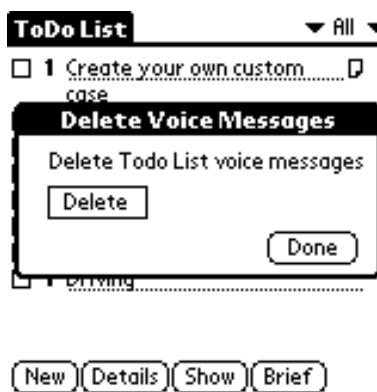 ToDo List All
1 Create your own custom
case
Delete Voice Messages
Delete Todo List voice messages
Delete
Done
1 Driving
New Details Show Brief